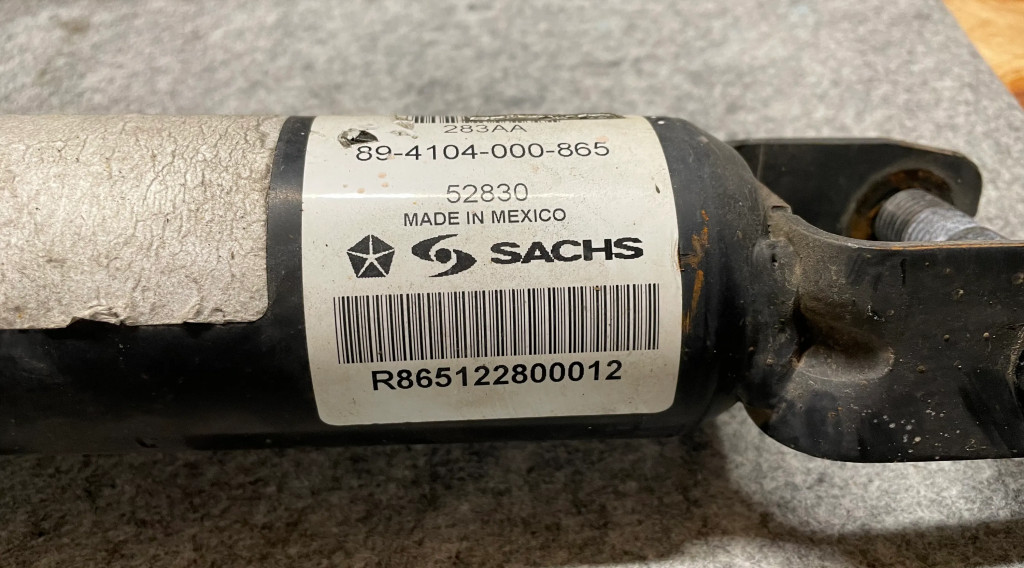 283AA
89-4104-000-865
52830
MADE IN MEXICO
SACHS
R865122800012